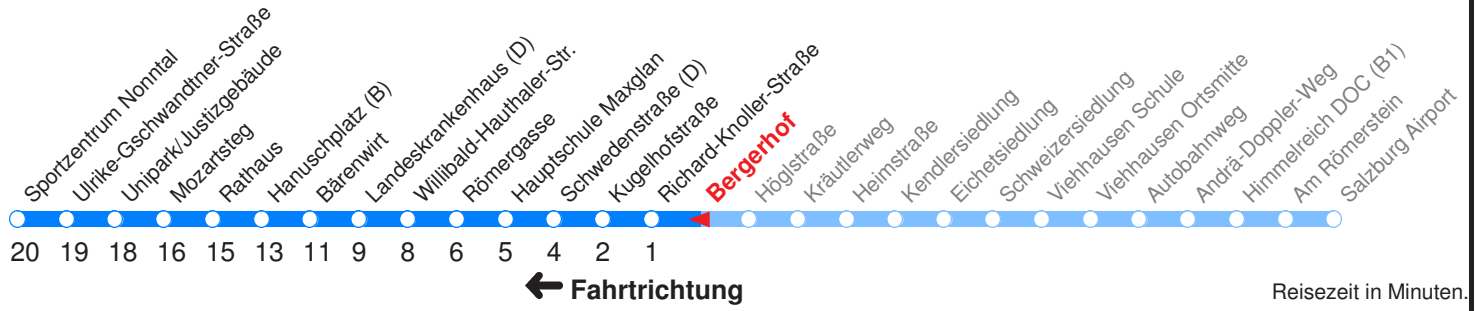 Sportzentrum Nonntal
Ulrike-Gschwandtner-Straße
Unipark/Justizgebäude
Mozartsteg
Rathaus
Hanuschplatz (B)
Bärenwirt
Landeskrankenhaus (D)
Willibald-Hauthaler-Str.
Römergasse
Hauptschule Maxglan
Schwedenstraße (D)
Kugelhofstraße
Richard-Knoller-Straße
Bergerhof
Höglstraße
Kräutlerweg
Heimstraße
Kendlersiedlung
Eichetsiedlung
Schweizersiedlung
Viehhausen Schule
Viehhausen Ortsmitte
Autobahnweg
Andrä-Doppler-Weg
Himmelreich DOC (B1)
Am Römerstein
Salzburg Airport
20 19 18 16 15 13 11 9 8 6 5 4 2 1
Fahrtrichtung
Reisezeit in Minuten.